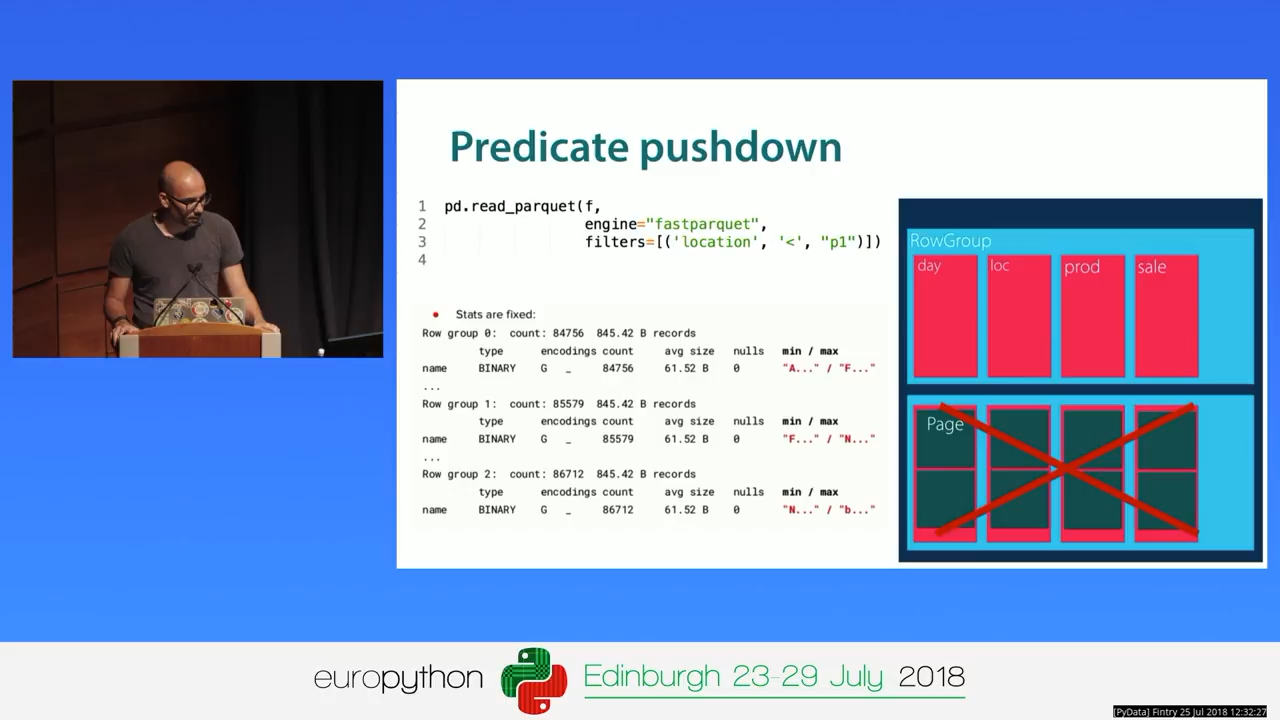 Predicate pushdown
1 pd.read_parquet(f,
2 engine="fastparquet",
3 filters=[('location', '<', "p1")])
4
• Stats are fixed:
Row group 0: count: 84756 845.42 B records
type encodings count avg size nulls min / max
name BINARY G _ 84756 61.52 B 0 "A..." / "F..."
...
Row group 1: count: 85579 845.42 B records
type encodings count avg size nulls min / max
name BINARY G _ 85579 61.52 B 0 "F..." / "N..."
...
Row group 2: count: 86712 845.42 B records
type encodings count avg size nulls min / max
name BINARY G _ 86712 61.52 B 0 "N..." / "b..."
RowGroup
day loc prod sale
Page
europython Edinburgh 23-29 July 2018
[PyData] Fintry 25 Jul 2018 12:32:27